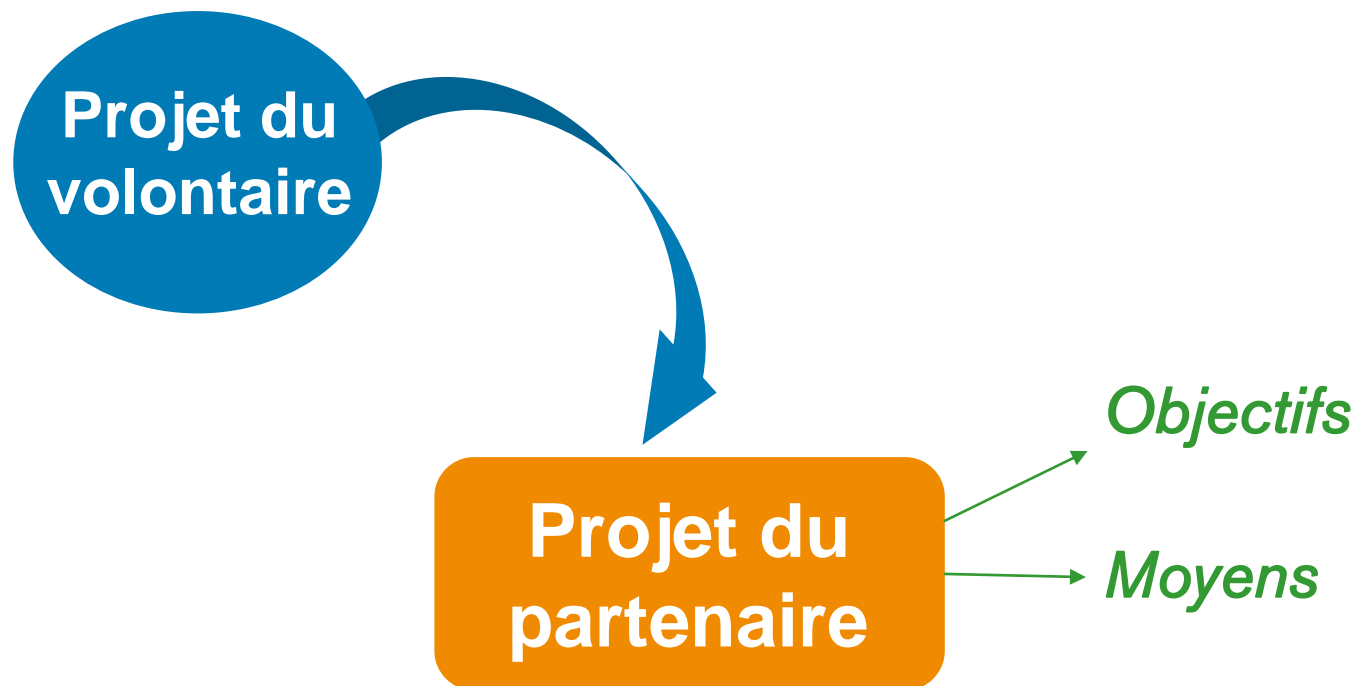 Projet du
volontaire
Objectifs
Projet du
partenaire
Moyens